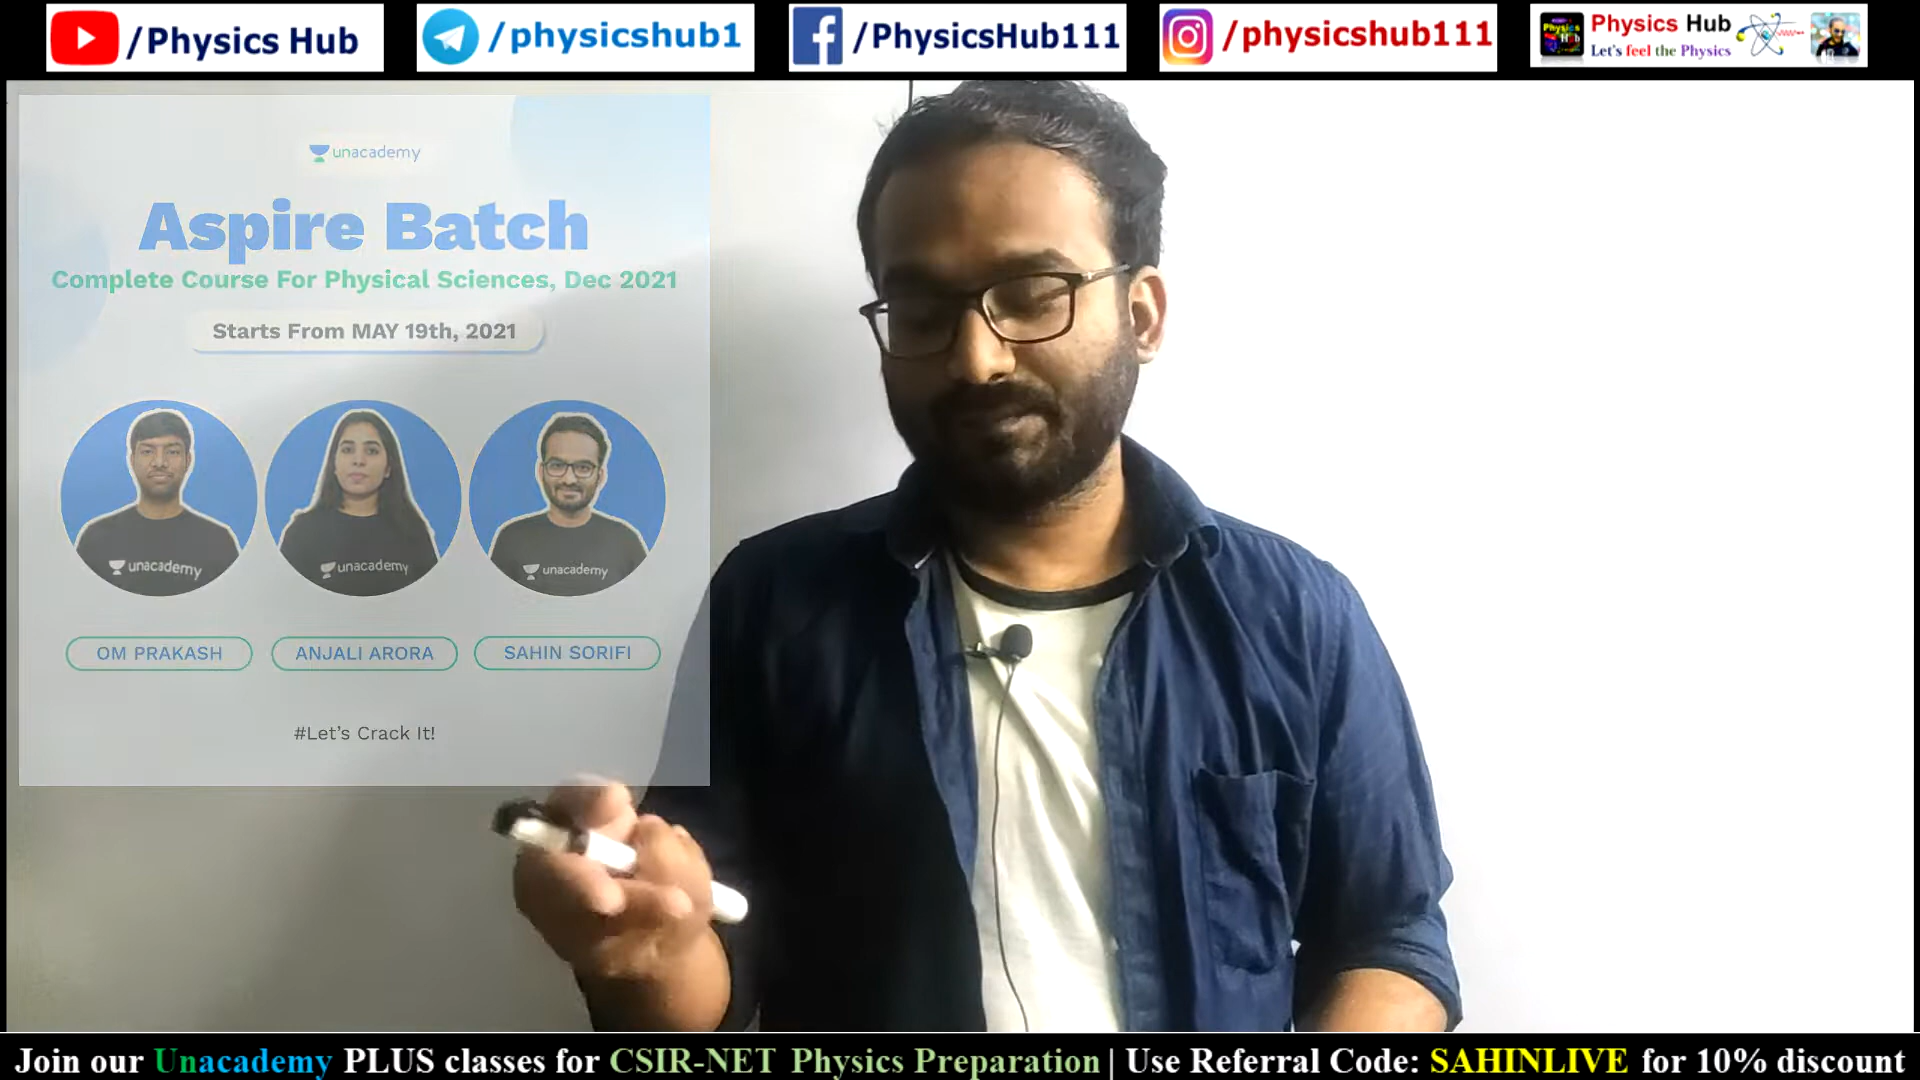 /Physics Hub
/physicshub1
/PhysicsHub111
/physicshub111
Physics Hub
Let's feel the Physics
unacademy
Aspire Batch
Complete Course For Physical Sciences, Dec 2021
Starts From MAY 19th, 2021
unacademy
unacademy
unacademy
OM PRAKASH
ANJALI ARORA
SAHIN SORIFI
#Let's Crack It!
Join our Unacademy PLUS classes for CSIR-NET Physics Preparation | Use Referral Code: SAHINLIVE for 10% discount